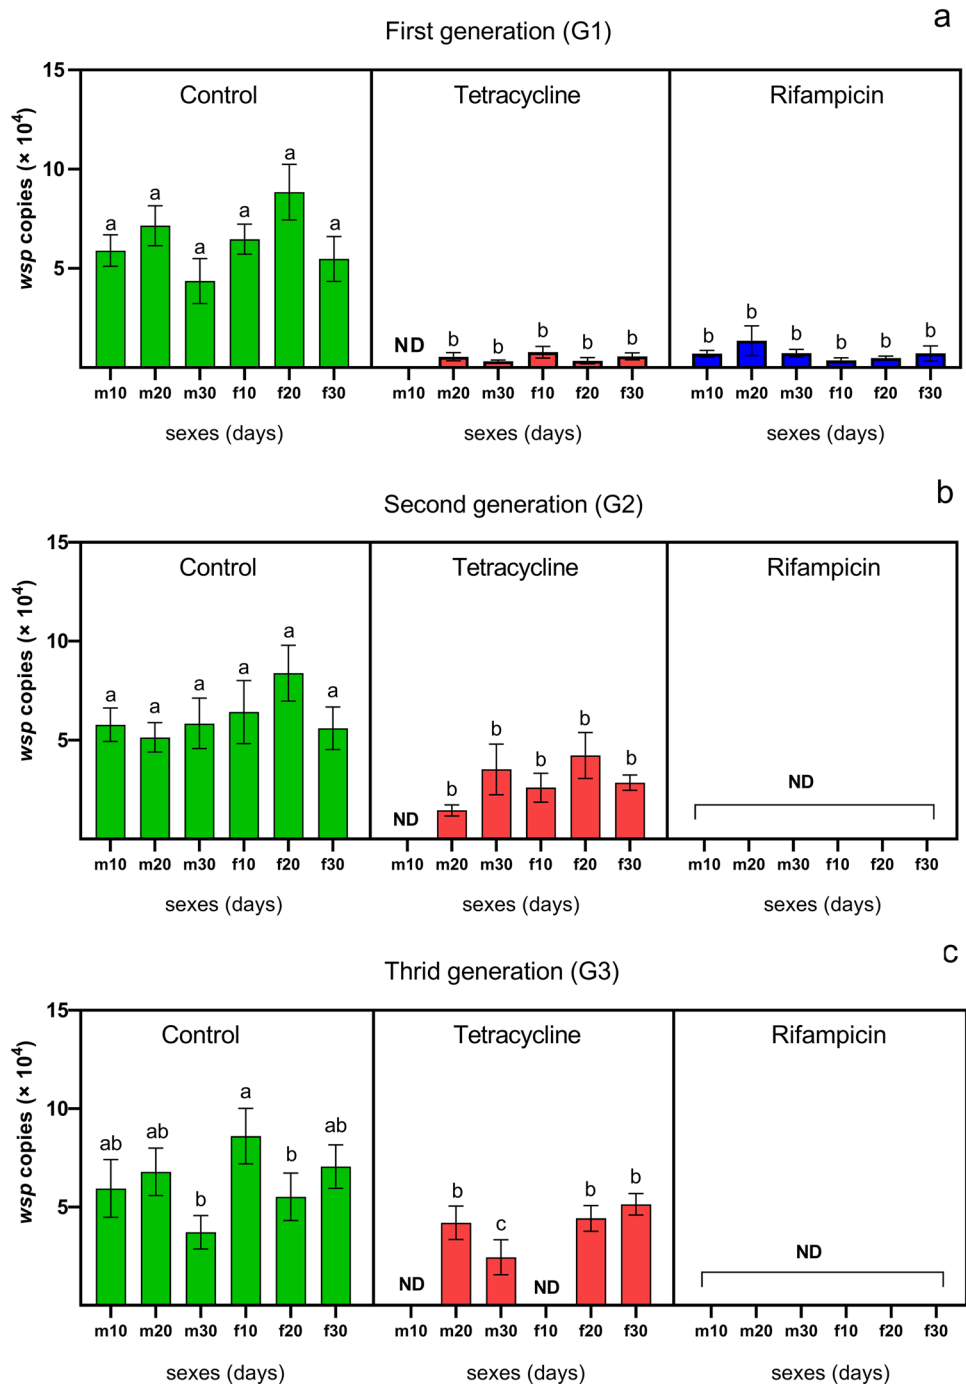 a
First generation (G1)
wsp copies (× 10⁴)
15
10
5
Control
Tetracycline
Rifampicin
a a a a a a
ND b b b b b
b b b b b b
m10 m20 m30 f10 f20 f30
m10 m20 m30 f10 f20 f30
m10 m20 m30 f10 f20 f30
sexes (days)
sexes (days)
sexes (days)
b
Second generation (G2)
wsp copies (× 10⁴)
15
10
5
Control
Tetracycline
Rifampicin
a a a a a a
ND b b b b b
ND
m10 m20 m30 f10 f20 f30
m10 m20 m30 f10 f20 f30
m10 m20 m30 f10 f20 f30
sexes (days)
sexes (days)
sexes (days)
c
Thrid generation (G3)
wsp copies (× 10⁴)
15
10
5
Control
Tetracycline
Rifampicin
ab ab b a b ab
ND b c ND b b
ND
m10 m20 m30 f10 f20 f30
m10 m20 m30 f10 f20 f30
m10 m20 m30 f10 f20 f30
sexes (days)
sexes (days)
sexes (days)